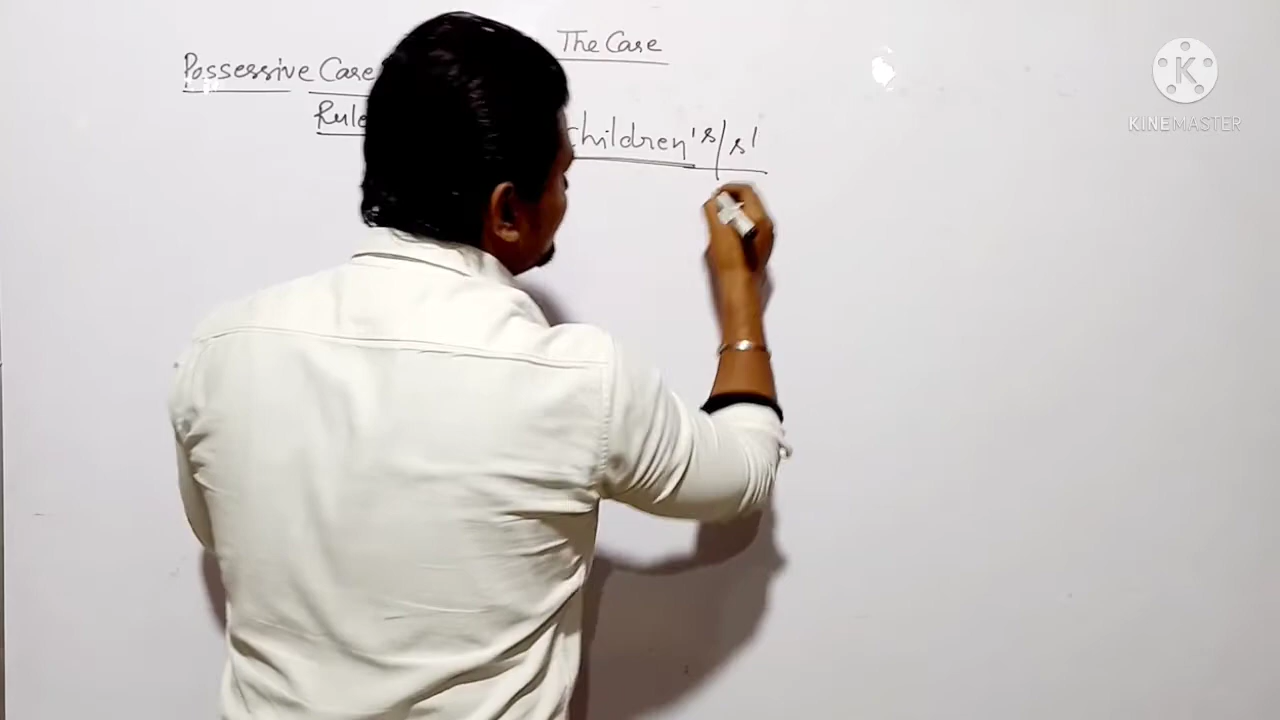 The Case
Possessive Case
Rule
children's/s'
K
KINEMASTER